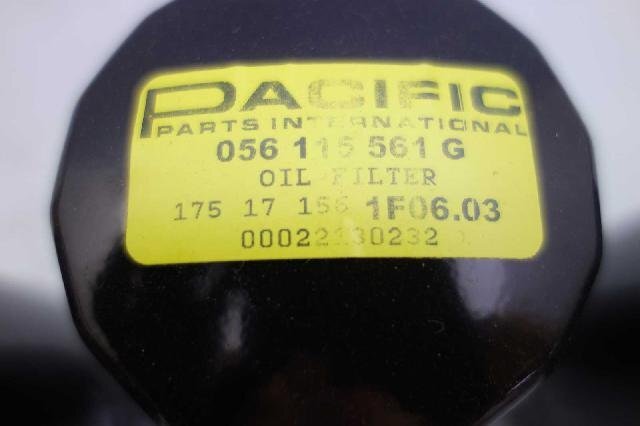 PACIFIC
PARTS INTERNATIONAL
056 115 561 G
OIL FILTER
175 17 156 1F06.03
00022130232